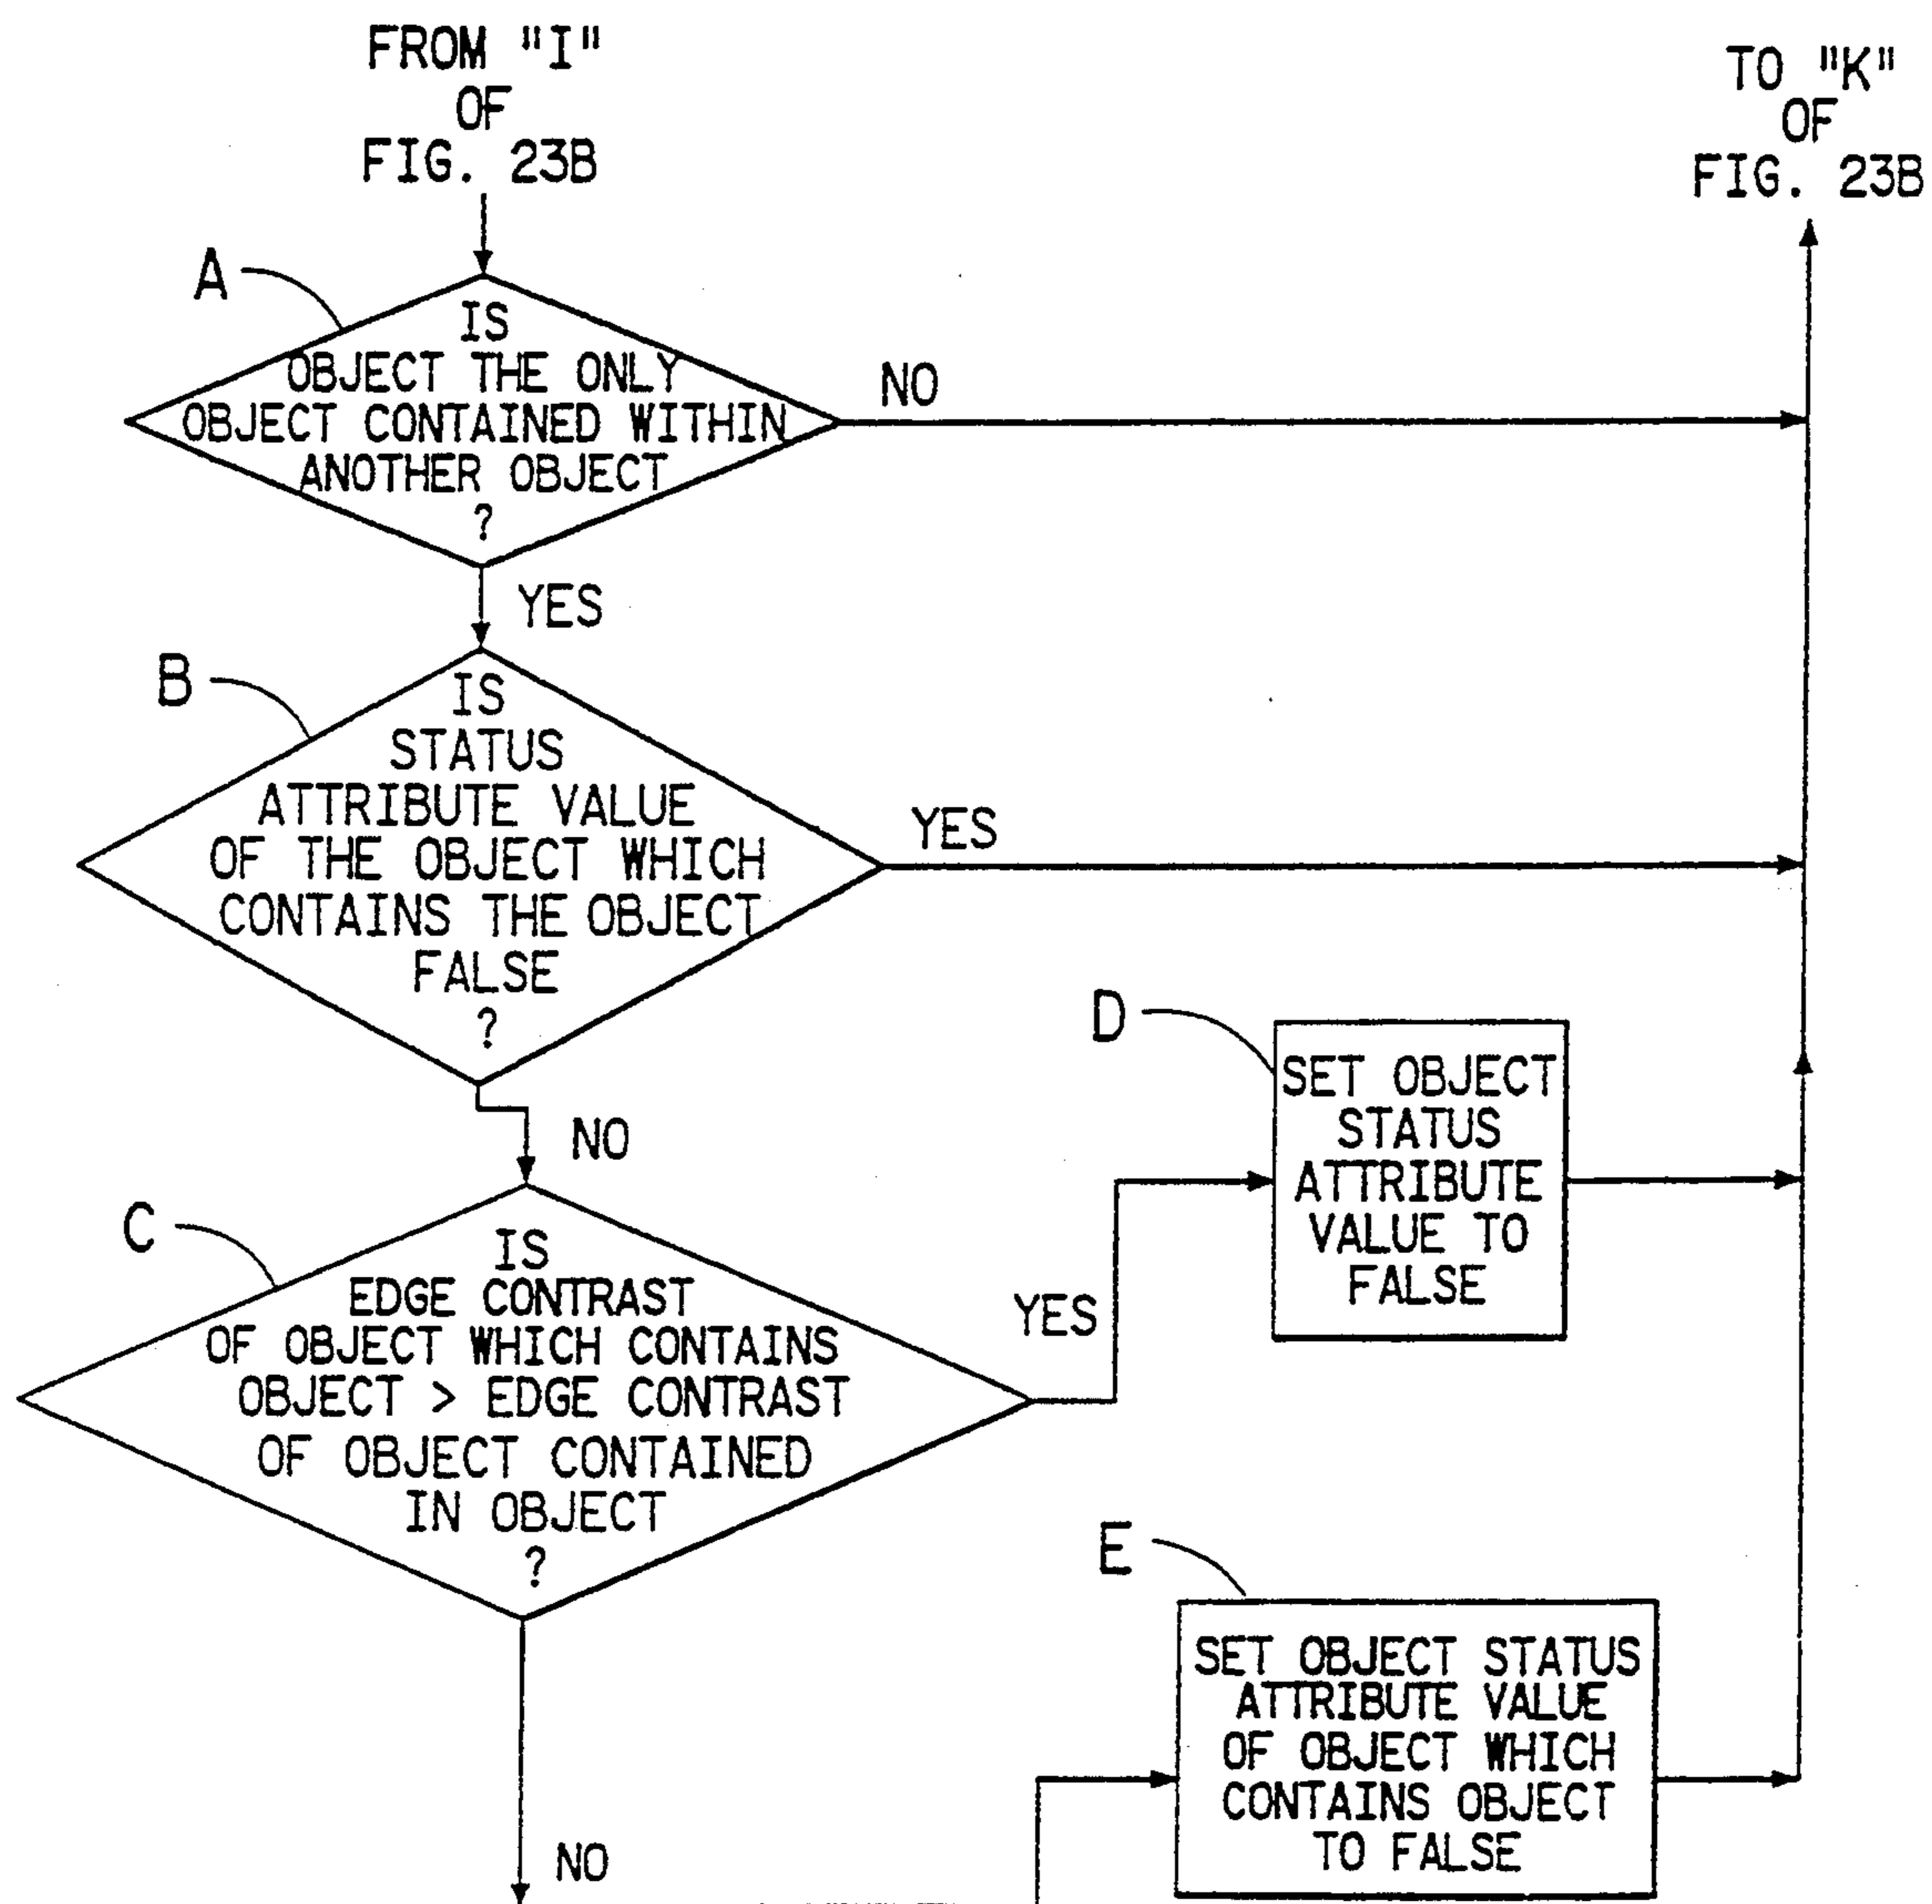 FROM "I"
OF
FIG. 23B
TO "K"
OF
FIG. 23B
A
IS
OBJECT THE ONLY
OBJECT CONTAINED WITHIN
ANOTHER OBJECT
?
NO
YES
B
IS
STATUS
ATTRIBUTE VALUE
OF THE OBJECT WHICH
CONTAINS THE OBJECT
FALSE
?
YES
NO
C
IS
EDGE CONTRAST
OF OBJECT WHICH CONTAINS
OBJECT > EDGE CONTRAST
OF OBJECT CONTAINED
IN OBJECT
?
YES
D
SET OBJECT
STATUS
ATTRIBUTE
VALUE TO
FALSE
NO
E
SET OBJECT STATUS
ATTRIBUTE VALUE
OF OBJECT WHICH
CONTAINS OBJECT
TO FALSE